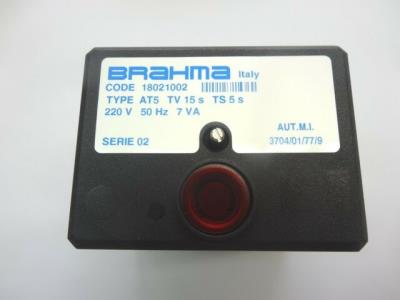 BRAHMA Italy
CODE 18021002
TYPE AT5 TV 15 s TS 5 s
220 V 50 Hz 7 VA
AUT.M.I.
SERIE 02 3704/01/77/9